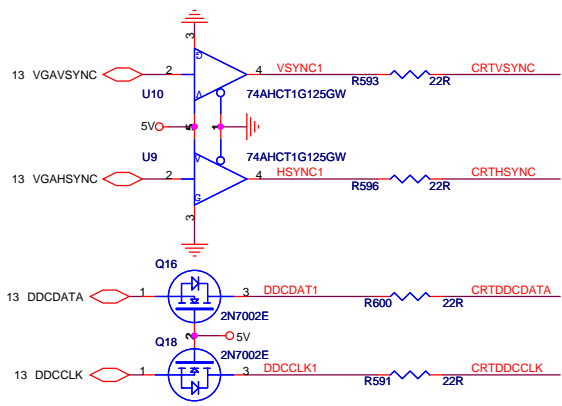 3
G
13 VGAVSYNC 2 4 VSYNC1 R593 22R CRTVSYNC
U10 V 74AHCT1G125GW
5V 5 1
U9 V 74AHCT1G125GW
13 VGAHSYNC 2 4 HSYNC1 R596 22R CRTHSYNC
G
3
Q16
13 DDCDATA 1 3 DDCDAT1 R600 22R CRTDDCDATA
2N7002E
2 5V
Q18 2N7002E
13 DDCCLK 1 3 DDCCLK1 R591 22R CRTDDCCLK